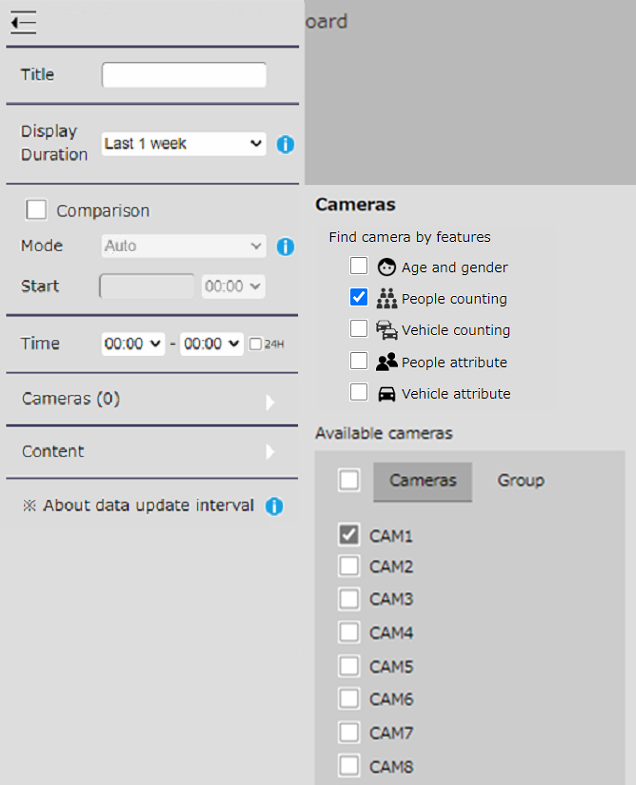 Title
Display
Duration
Last 1 week
Comparison
Mode
Auto
Start
00:00
Time
00:00 - 00:00 24H
Cameras (0)
Content
※ About data update interval
oard
Cameras
Find camera by features
Age and gender
People counting
Vehicle counting
People attribute
Vehicle attribute
Available cameras
Cameras Group
CAM1
CAM2
CAM3
CAM4
CAM5
CAM6
CAM7
CAM8